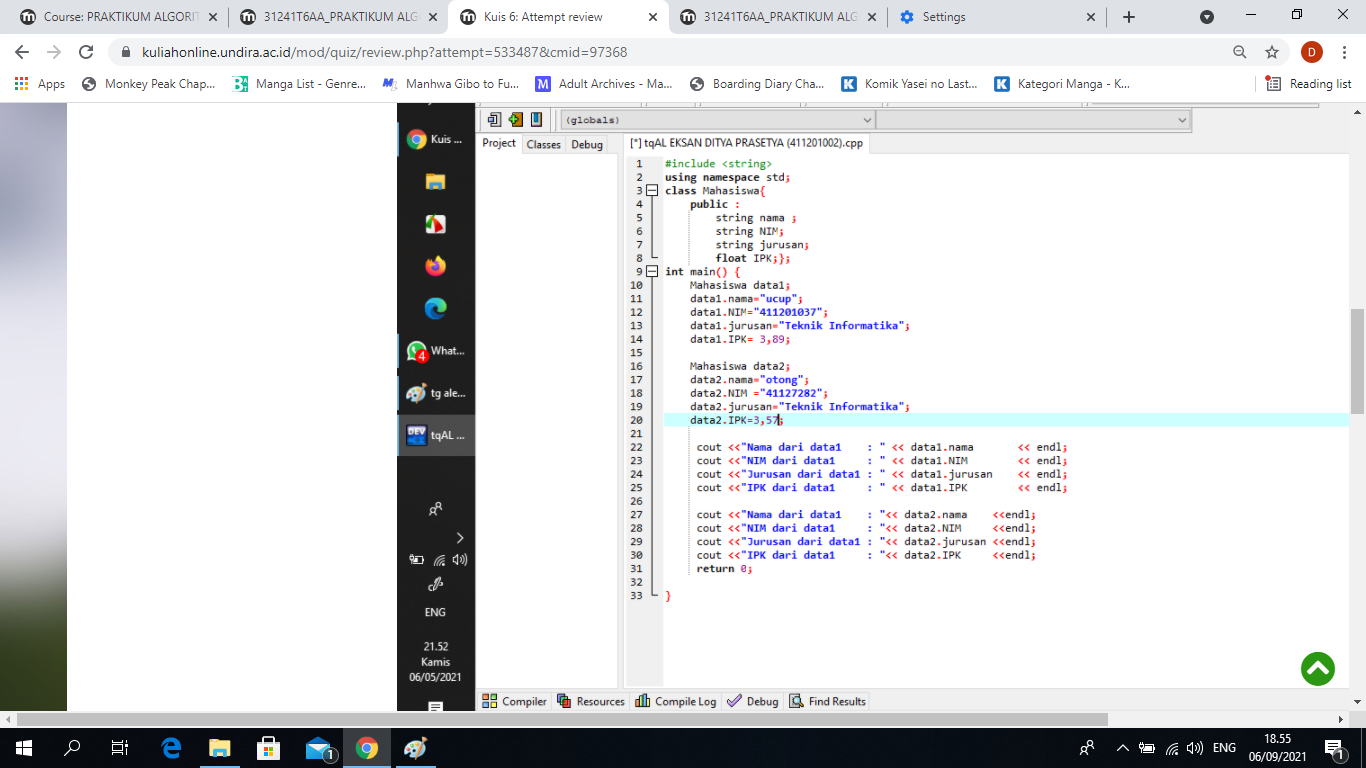 Course: PRAKTIKUM ALGORIT
31241T6AA_PRAKTIKUM ALG
Kuis 6: Attempt review
31241T6AA_PRAKTIKUM ALG
Settings
kuliahonline.undira.ac.id/mod/quiz/review.php?attempt=533487&cmid=97368
D
Apps
Monkey Peak Chap...
Manga List - Genre...
Manhwa Gibo to Fu...
Adult Archives - Ma...
Boarding Diary Cha...
Komik Yasei no Last...
Kategori Manga - K...
Reading list
Kuis ...
What...
4
tg ale...
DEV
tqAL ...
ENG
21.52
Kamis
06/05/2021
(globals)
Project Classes Debug
[*] tqAL EKSAN DITYA PRASETYA (411201002).cpp
1 #include <string>
2 using namespace std;
3 class Mahasiswa{
4 public :
5 string nama ;
6 string NIM;
7 string jurusan;
8 float IPK;};
9 int main() {
10 Mahasiswa data1;
11 data1.nama="ucup";
12 data1.NIM="411201037";
13 data1.jurusan="Teknik Informatika";
14 data1.IPK= 3,89;
15
16 Mahasiswa data2;
17 data2.nama="otong";
18 data2.NIM ="41127282";
19 data2.jurusan="Teknik Informatika";
20 data2.IPK=3,57;
21
22 cout <<"Nama dari data1 : " << data1.nama << endl;
23 cout <<"NIM dari data1 : " << data1.NIM << endl;
24 cout <<"Jurusan dari data1 : " << data1.jurusan << endl;
25 cout <<"IPK dari data1 : " << data1.IPK << endl;
26
27 cout <<"Nama dari data1 : "<< data2.nama <<endl;
28 cout <<"NIM dari data1 : "<< data2.NIM <<endl;
29 cout <<"Jurusan dari data1 : "<< data2.jurusan <<endl;
30 cout <<"IPK dari data1 : "<< data2.IPK <<endl;
31 return 0;
32
33 }
Compiler Resources Compile Log Debug Find Results
1
ENG
18.55
06/09/2021
1